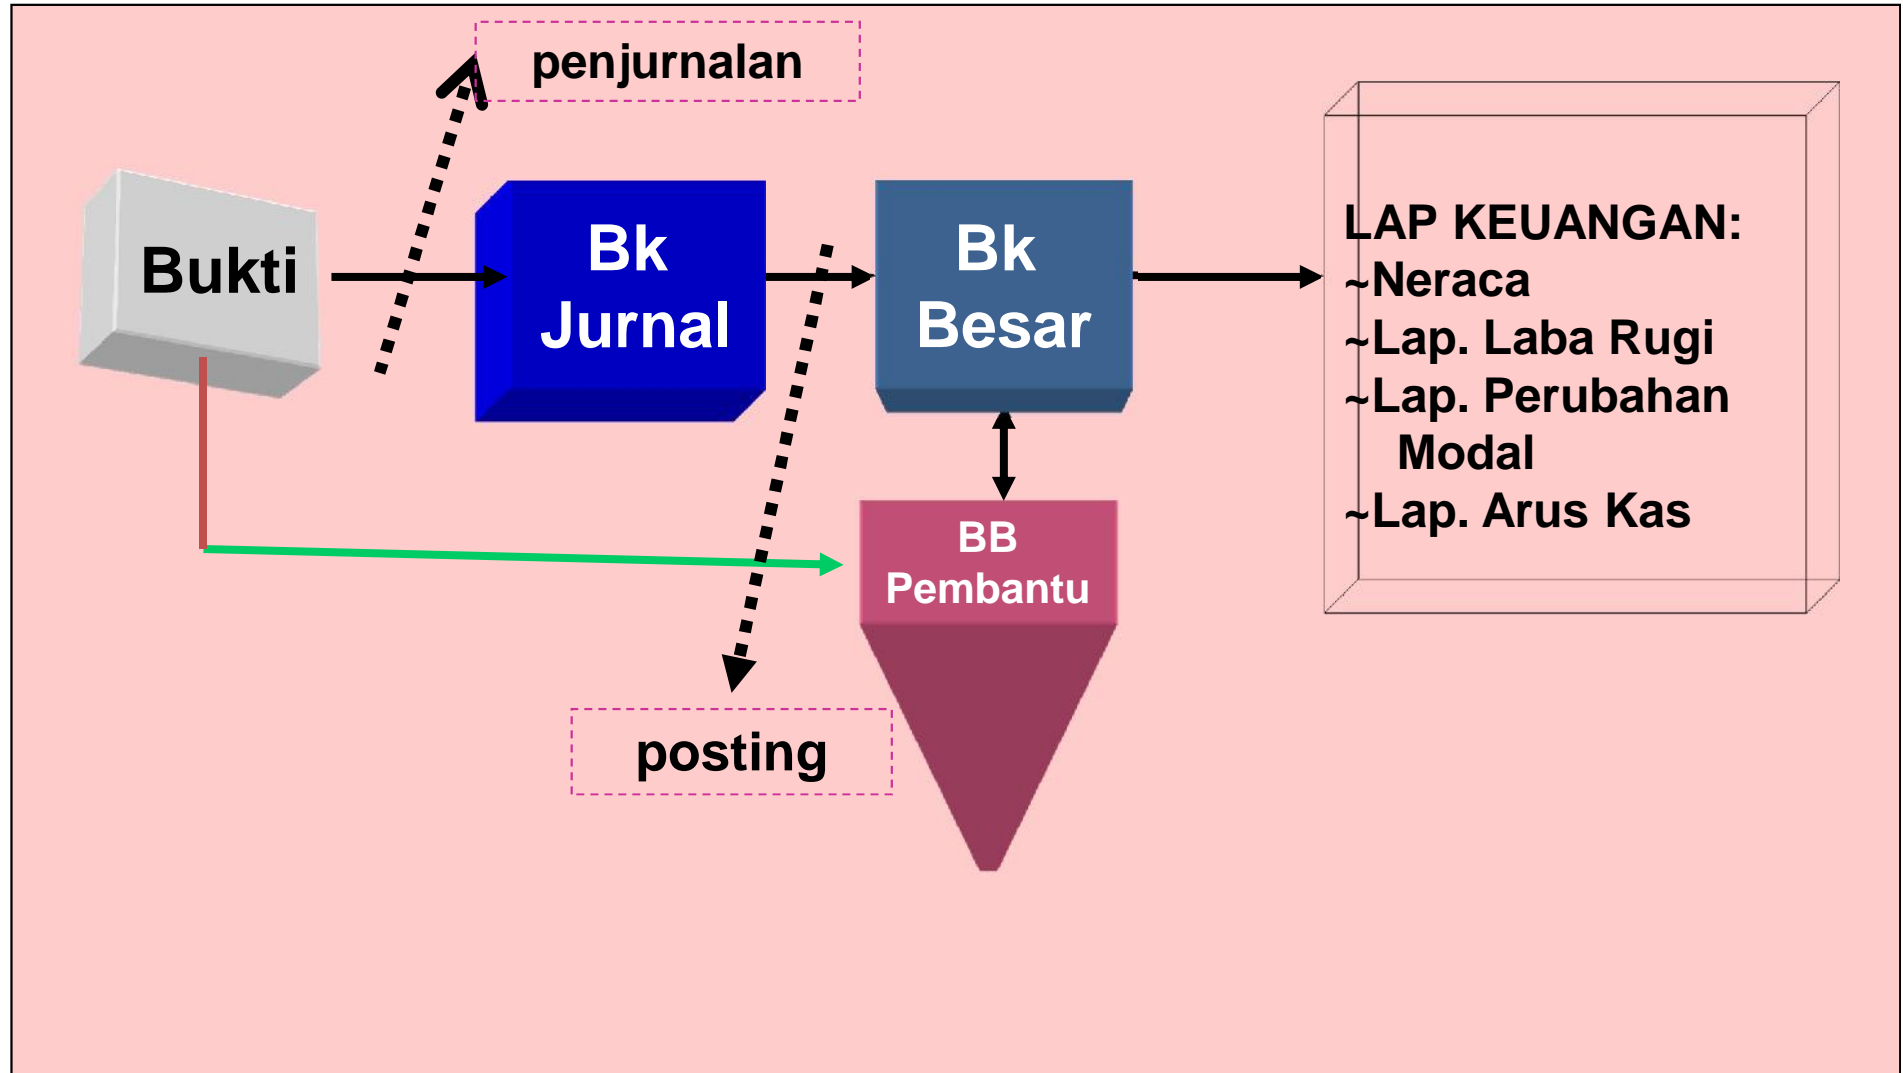 penjurnalan
Bukti
Bk
Jurnal
Bk
Besar
LAP KEUANGAN:
~Neraca
~Lap. Laba Rugi
~Lap. Perubahan
Modal
~Lap. Arus Kas
BB
Pembantu
posting